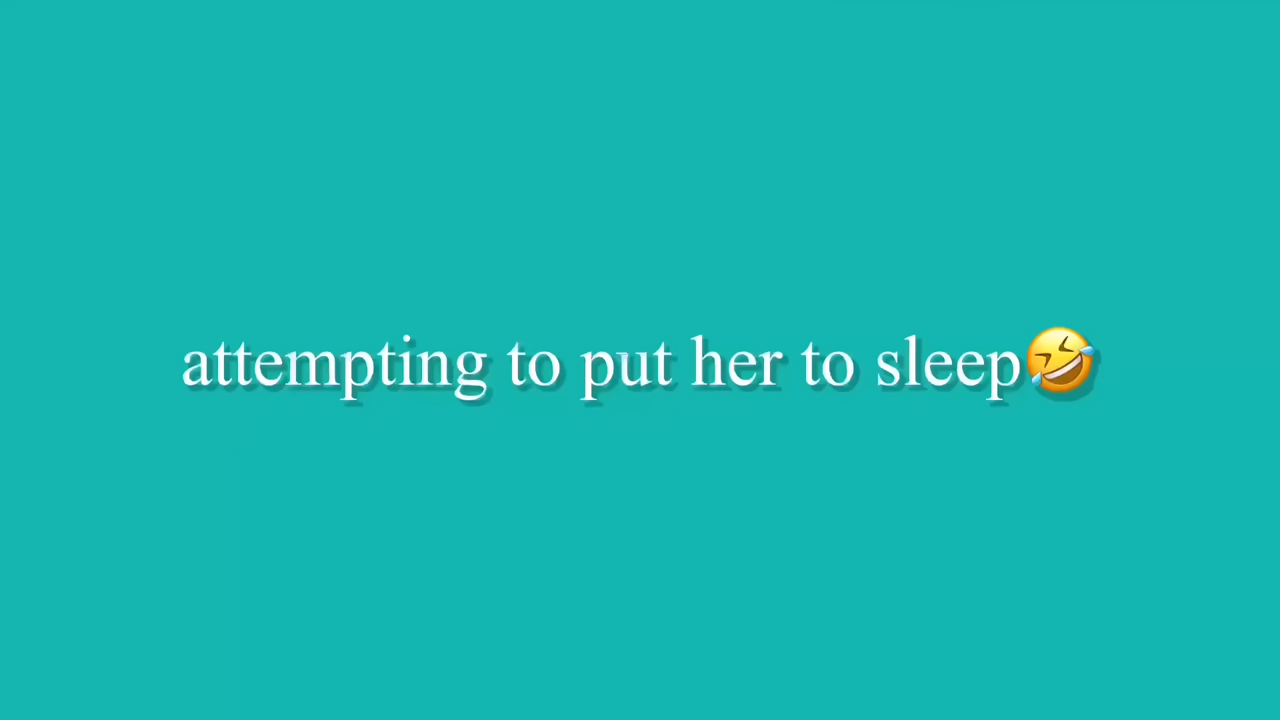 attempting to put her to sleep🤣